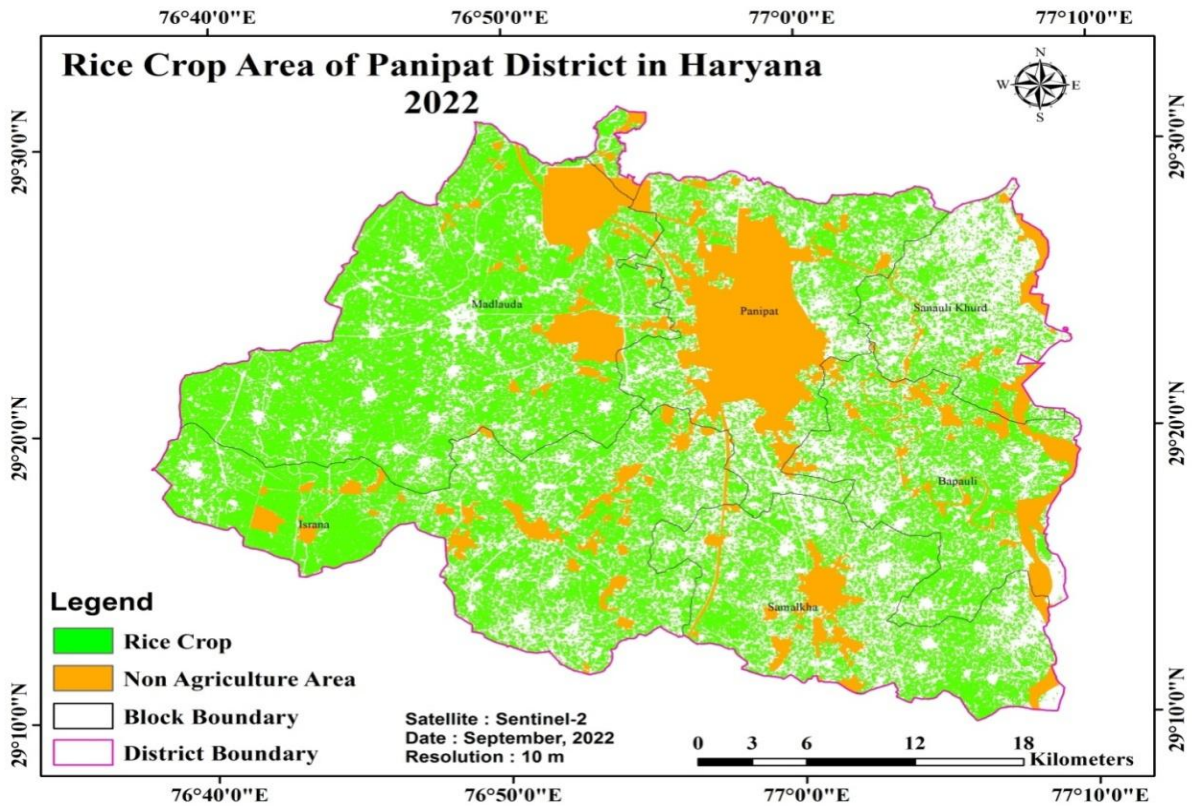 76°40'0"E 76°50'0"E 77°0'0"E 77°10'0"E
Rice Crop Area of Panipat District in Haryana
2022
N
W E
S
29°30'0"N 29°30'0"N
Madlauda
Panipat
Sanauli Khurd
29°20'0"N 29°20'0"N
Bapauli
Israna
Samalkha
Legend
Rice Crop
Non Agriculture Area
Block Boundary
District Boundary
Satellite : Sentinel-2
Date : September, 2022
Resolution : 10 m
0 3 6 12 18
Kilometers
29°10'0"N 29°10'0"N
76°40'0"E 76°50'0"E 77°0'0"E 77°10'0"E